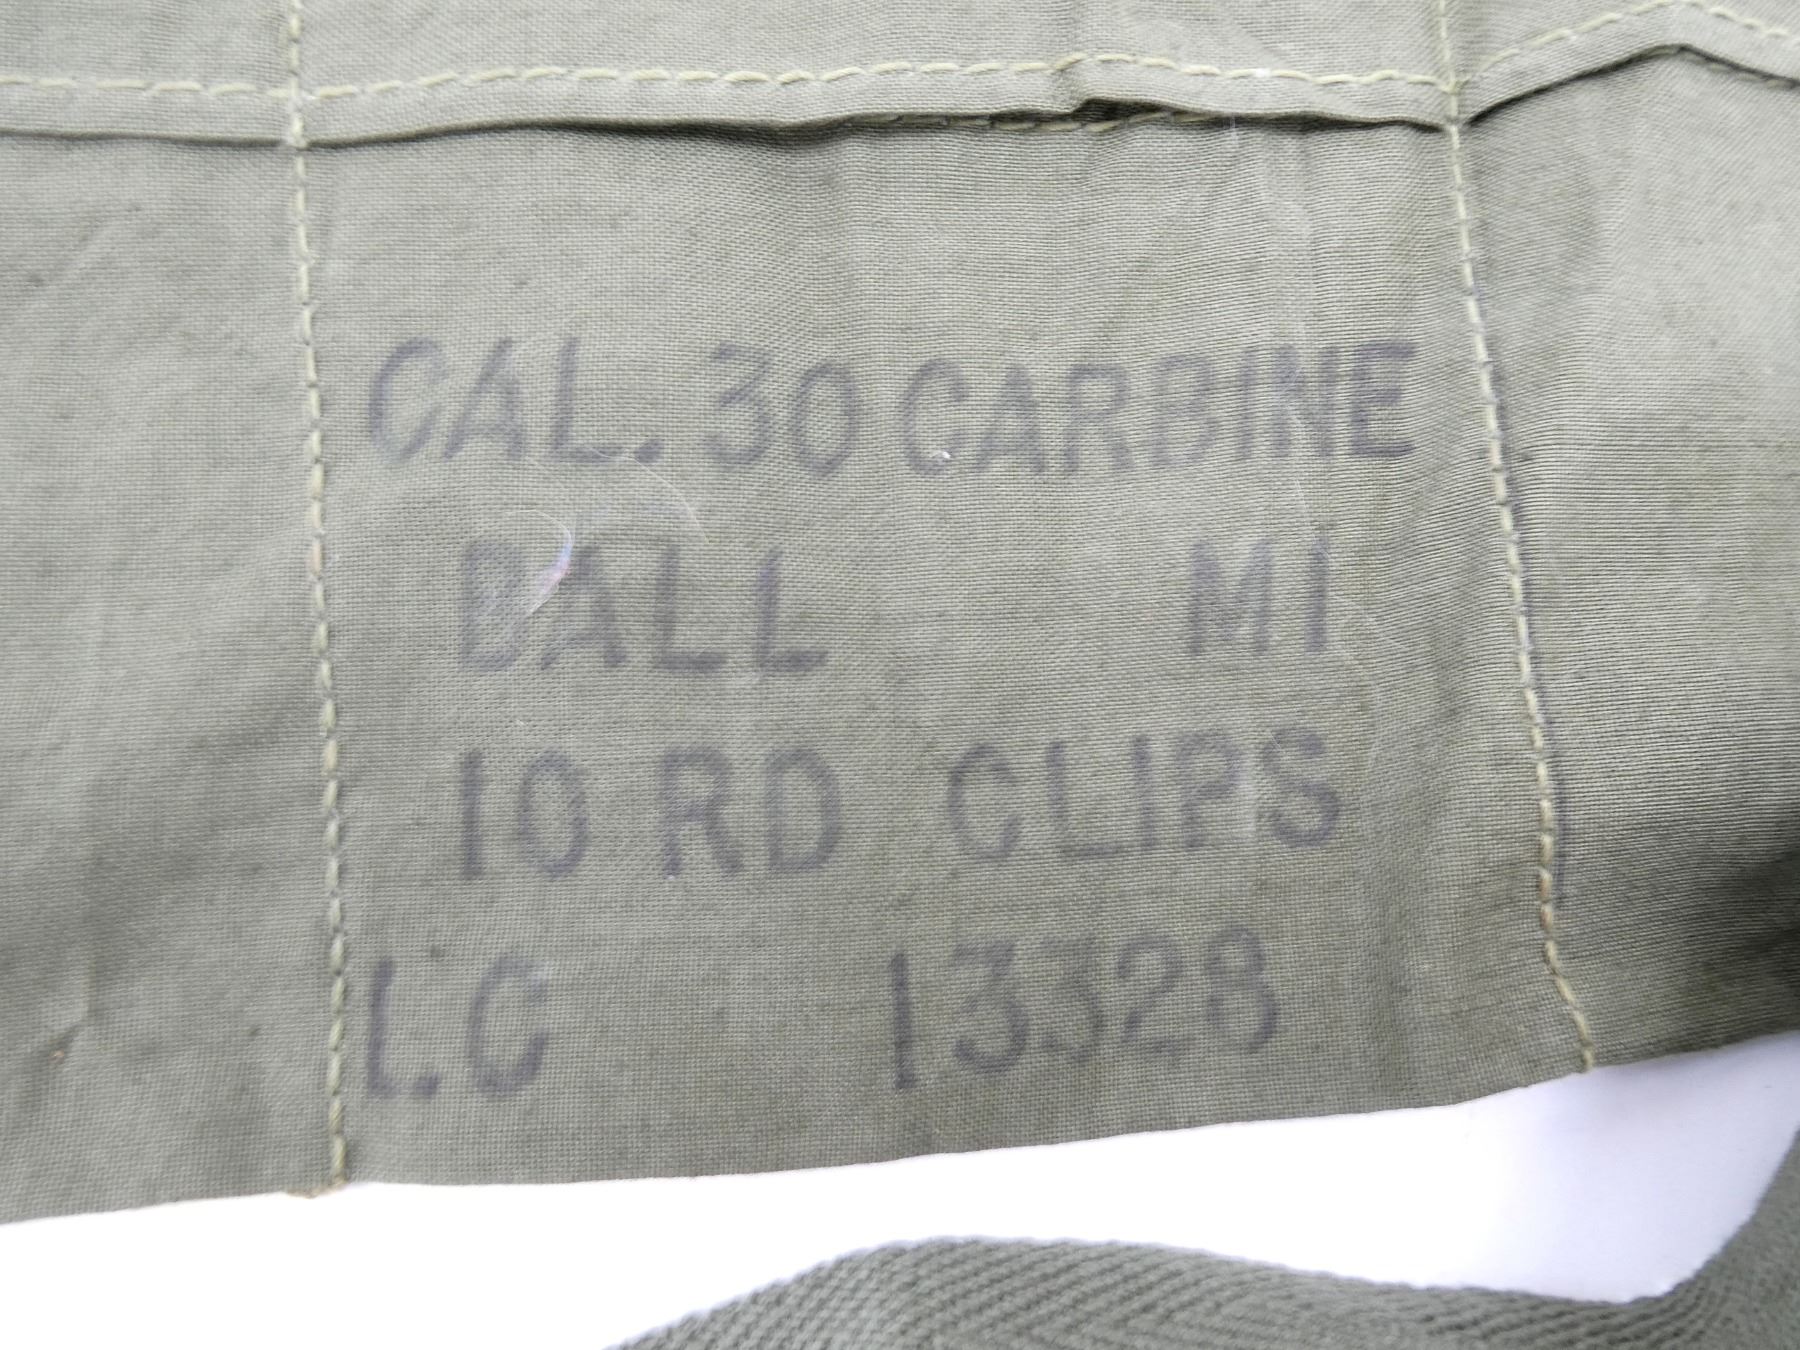 CAL. 30 CARBINE
BALL M1
10 RD CLIPS
L.C 13328